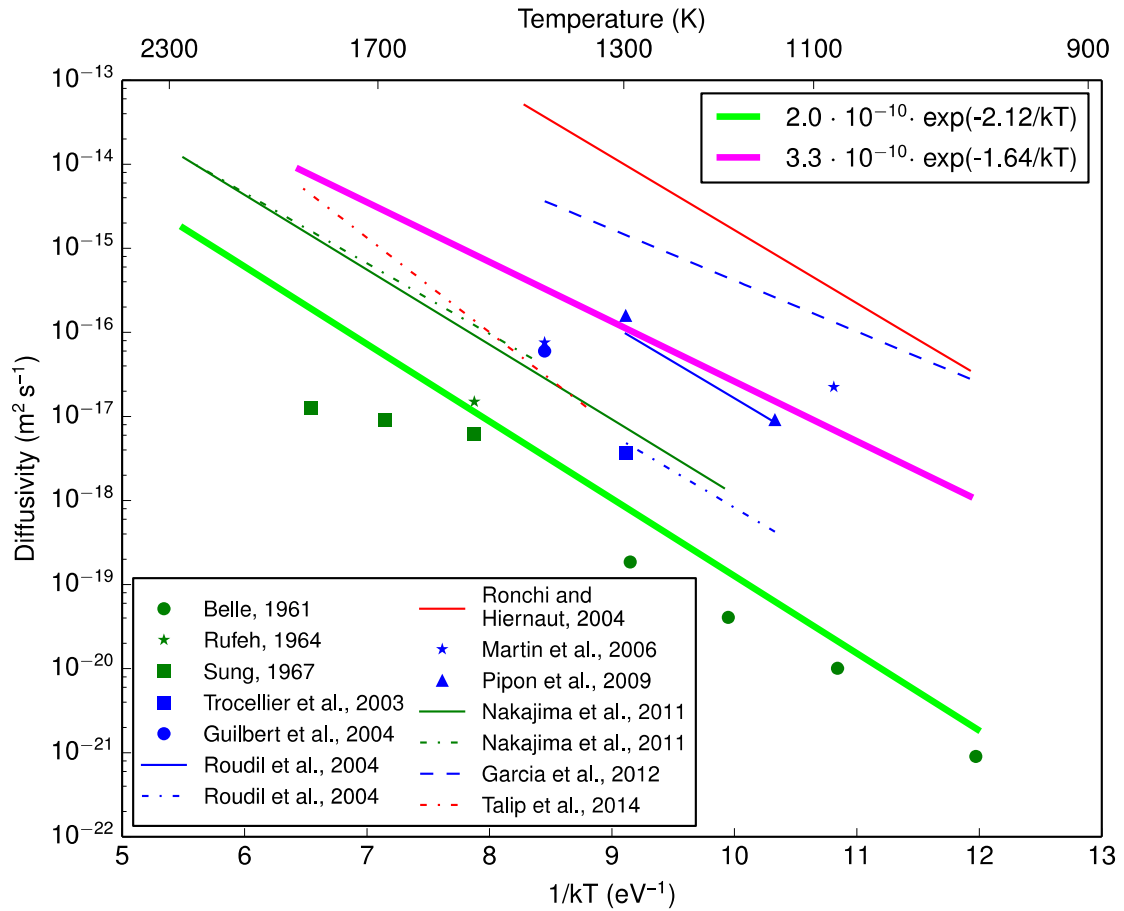 Temperature (K)
2300 1700 1300 1100 900
10⁻¹³
2.0 · 10⁻¹⁰· exp(-2.12/kT)
3.3 · 10⁻¹⁰· exp(-1.64/kT)
10⁻¹⁴
10⁻¹⁵
10⁻¹⁶
10⁻¹⁷
10⁻¹⁸
10⁻¹⁹
10⁻²⁰
10⁻²¹
10⁻²²
Diffusivity (m² s⁻¹)
Belle, 1961
Rufeh, 1964
Sung, 1967
Trocellier et al., 2003
Guilbert et al., 2004
Roudil et al., 2004
Roudil et al., 2004
Ronchi and
Hiernaut, 2004
Martin et al., 2006
Pipon et al., 2009
Nakajima et al., 2011
Nakajima et al., 2011
Garcia et al., 2012
Talip et al., 2014
5 6 7 8 9 10 11 12 13
1/kT (eV⁻¹)